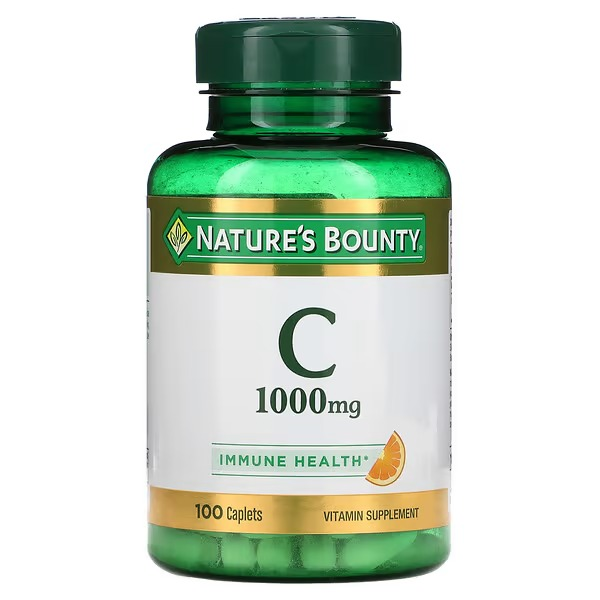 NATURE'S BOUNTY®
C
1000mg
IMMUNE HEALTH*
100 Caplets
VITAMIN SUPPLEMENT